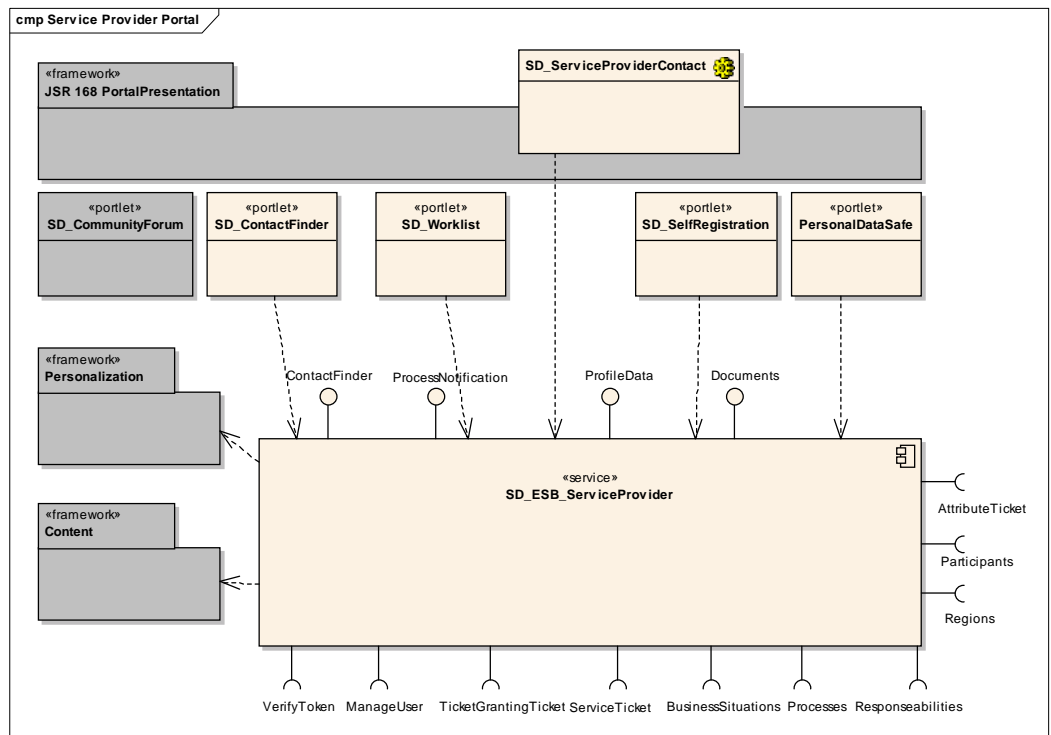 cmp Service Provider Portal
SD_ServiceProviderContact
«framework»
JSR 168 PortalPresentation
«portlet»
SD_CommunityForum
«portlet»
SD_ContactFinder
«portlet»
SD_Worklist
«portlet»
SD_SelfRegistration
«portlet»
PersonalDataSafe
«framework»
Personalization
ContactFinder
ProcessNotification
ProfileData
Documents
«service»
SD_ESB_ServiceProvider
«framework»
Content
AttributeTicket
Participants
Regions
VerifyToken
ManageUser
TicketGrantingTicket
ServiceTicket
BusinessSituations
Processes
Responseabilities